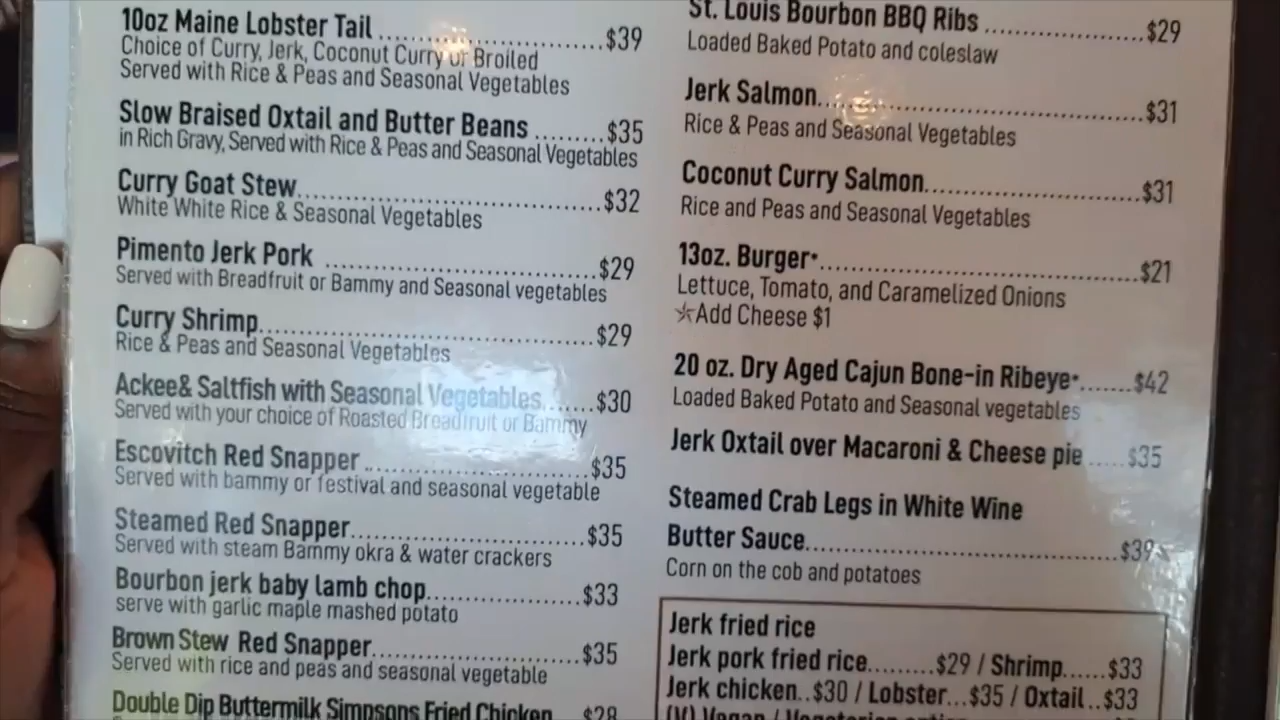 10oz Maine Lobster Tail ........................$39
Choice of Curry, Jerk, Coconut Curry or Broiled
Served with Rice & Peas and Seasonal Vegetables
Slow Braised Oxtail and Butter Beans .........$35
in Rich Gravy, Served with Rice & Peas and Seasonal Vegetables
Curry Goat Stew........................................$32
White White Rice & Seasonal Vegetables
Pimento Jerk Pork ...................................$29
Served with Breadfruit or Bammy and Seasonal vegetables
Curry Shrimp............................................$29
Rice & Peas and Seasonal Vegetables
Ackee& Saltfish with Seasonal Vegetables.......$30
Served with your choice of Roasted Breadfruit or Bammy
Escovitch Red Snapper .............................$35
Served with bammy or festival and seasonal vegetable
Steamed Red Snapper..............................$35
Served with steam Bammy okra & water crackers
Bourbon jerk baby lamb chop....................$33
serve with garlic maple mashed potato
Brown Stew Red Snapper...........................$35
Served with rice and peas and seasonal vegetable
Double Dip Buttermilk Simpsons Fried Chicken $28
St. Louis Bourbon BBQ Ribs .....................$29
Loaded Baked Potato and coleslaw
Jerk Salmon...........................................$31
Rice & Peas and Seasonal Vegetables
Coconut Curry Salmon.............................$31
Rice and Peas and Seasonal Vegetables
13oz. Burger*..........................................$21
Lettuce, Tomato, and Caramelized Onions
☆Add Cheese $1
20 oz. Dry Aged Cajun Bone-in Ribeye*.......$42
Loaded Baked Potato and Seasonal vegetables
Jerk Oxtail over Macaroni & Cheese pie .....$35
Steamed Crab Legs in White Wine
Butter Sauce..........................................$39
Corn on the cob and potatoes
Jerk fried rice
Jerk pork fried rice.........$29 / Shrimp......$33
Jerk chicken..$30 / Lobster...$35 / Oxtail..$33
(V) Vegan / Vegetarian